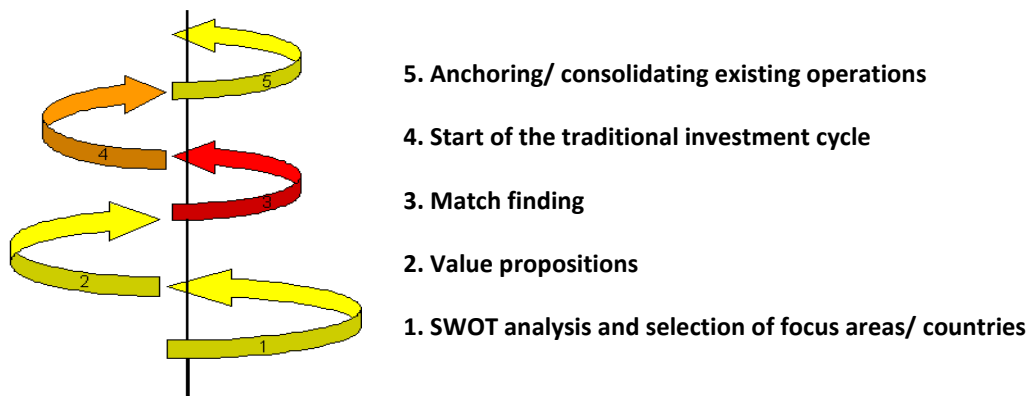 5
5. Anchoring/ consolidating existing operations
4
4. Start of the traditional investment cycle
3
3. Match finding
2
2. Value propositions
1
1. SWOT analysis and selection of focus areas/ countries